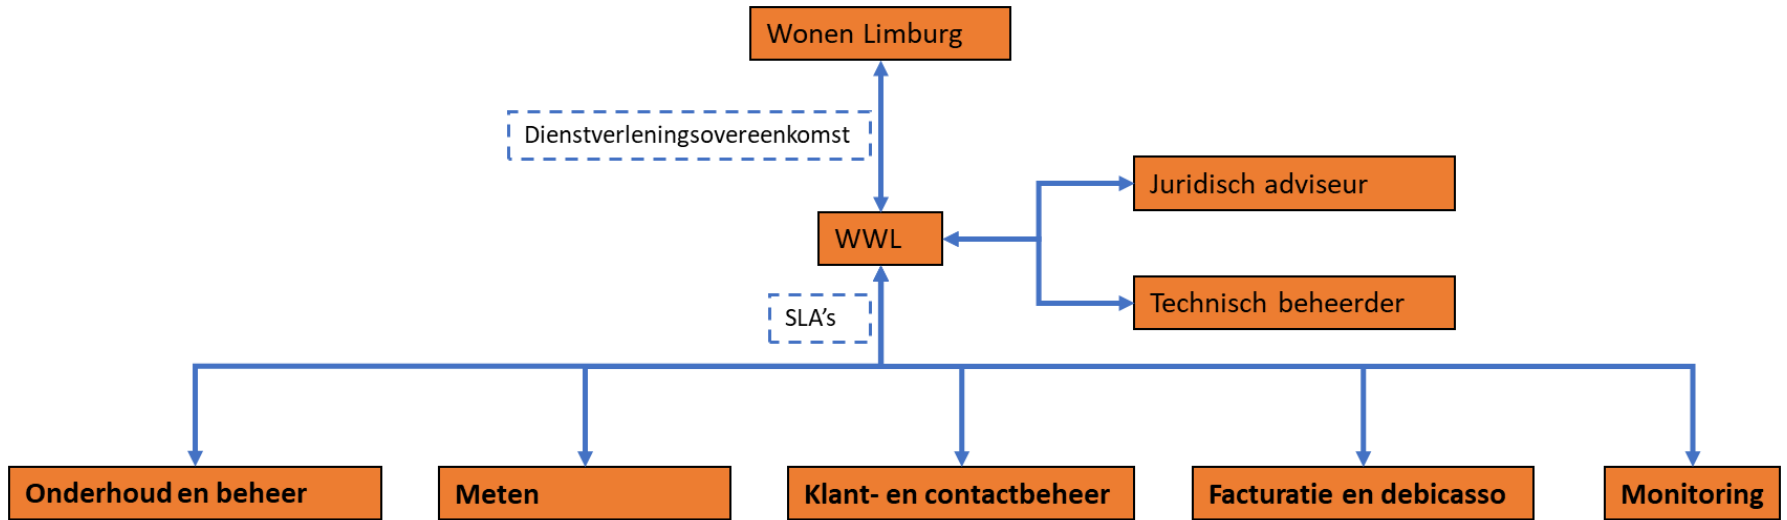 Wonen Limburg
Dienstverleningsovereenkomst
Juridisch adviseur
WWL
Technisch beheerder
SLA's
Onderhoud en beheer
Meten
Klant- en contactbeheer
Facturatie en debicasso
Monitoring